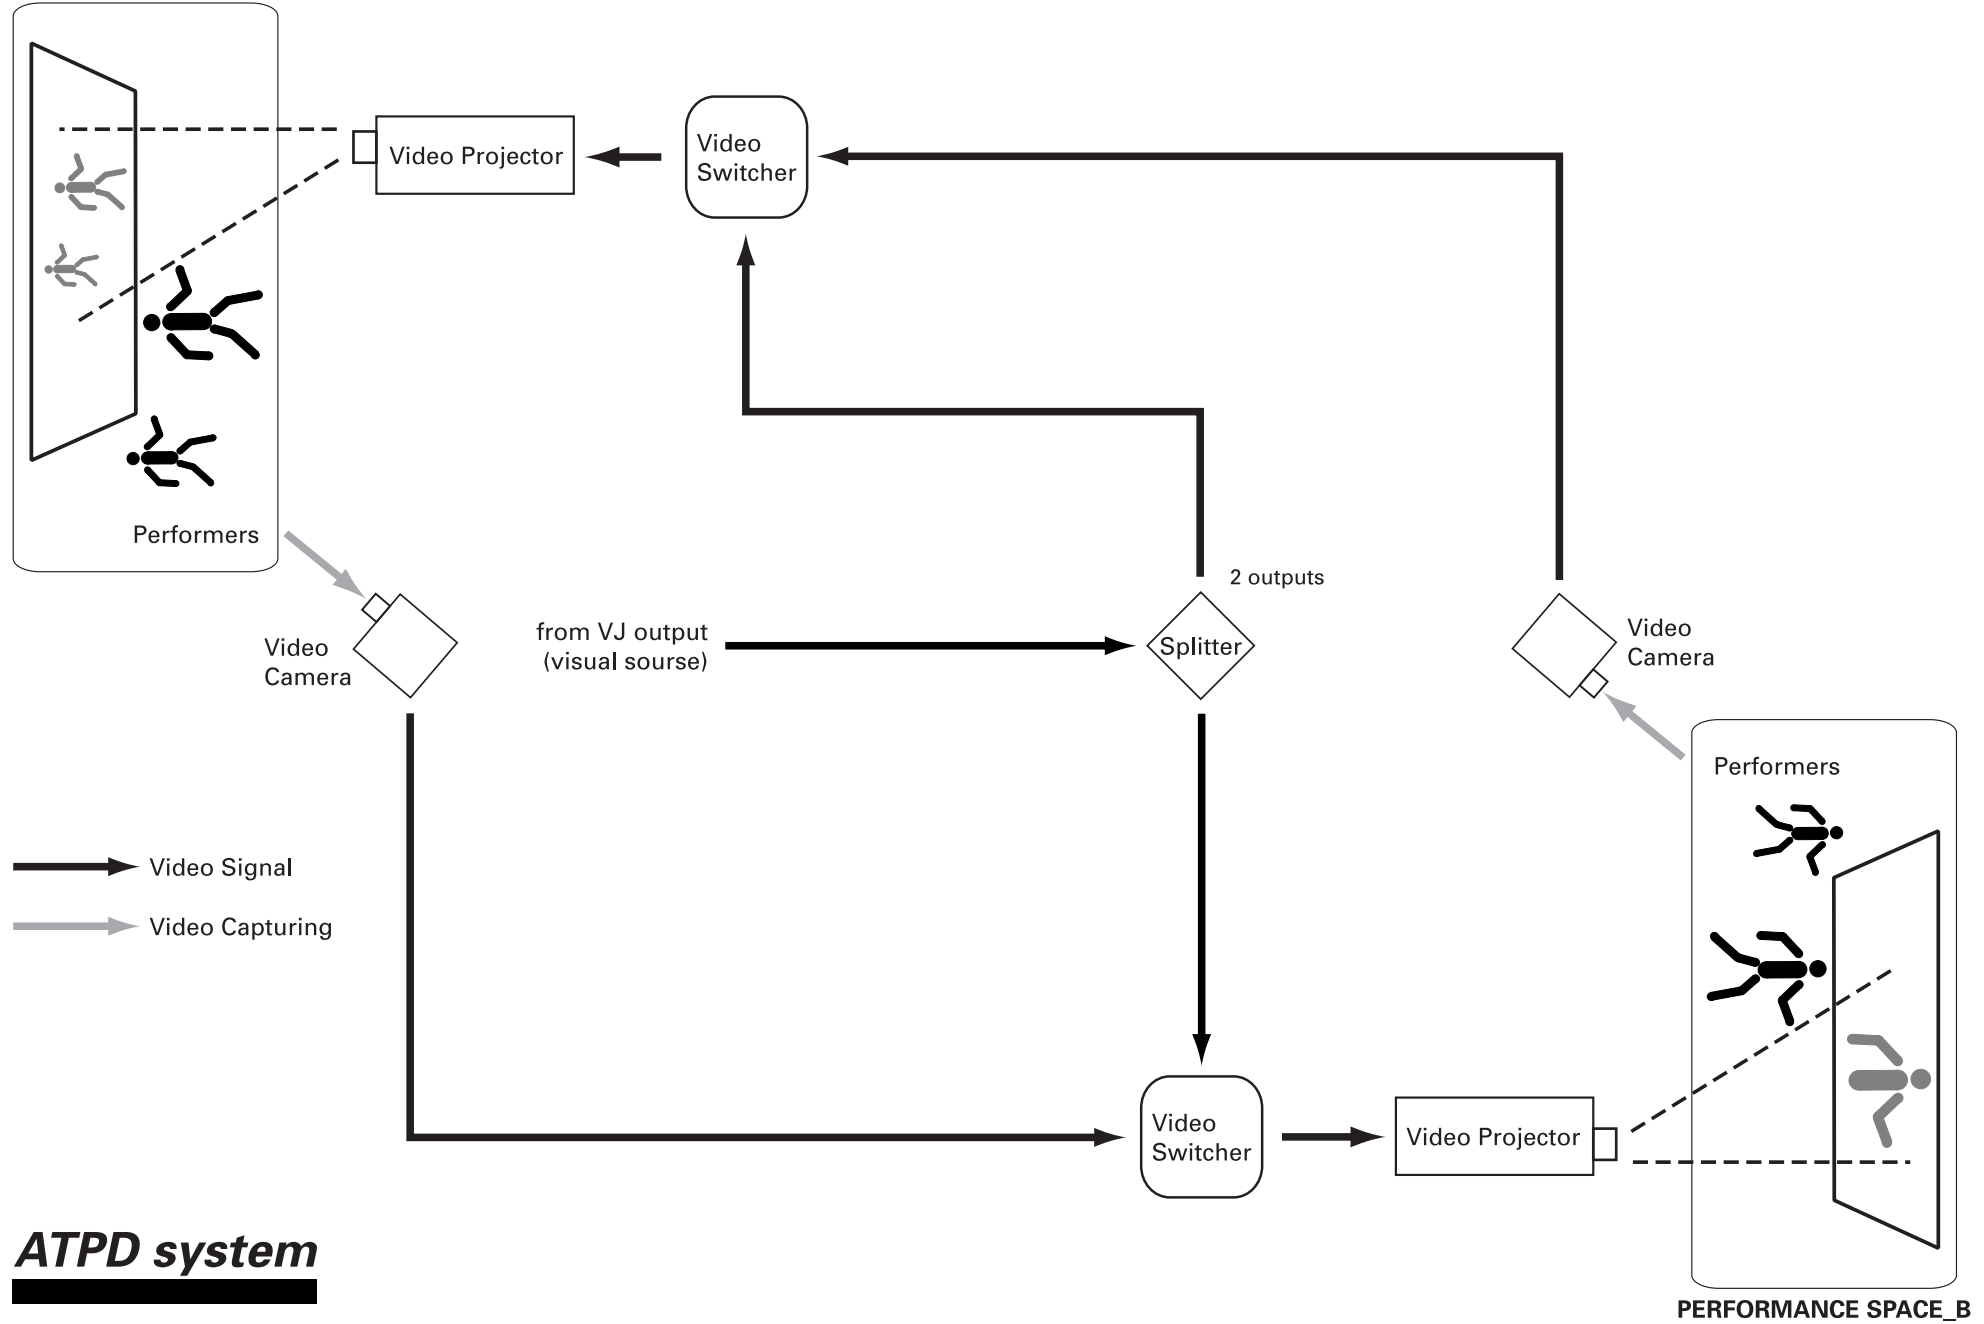 Video Projector
Video
Switcher
Performers
2 outputs
Video
Camera
from VJ output
(visual sourse)
Splitter
Video
Camera
Performers
Video Signal
Video Capturing
Video
Switcher
Video Projector
ATPD system
PERFORMANCE SPACE_B